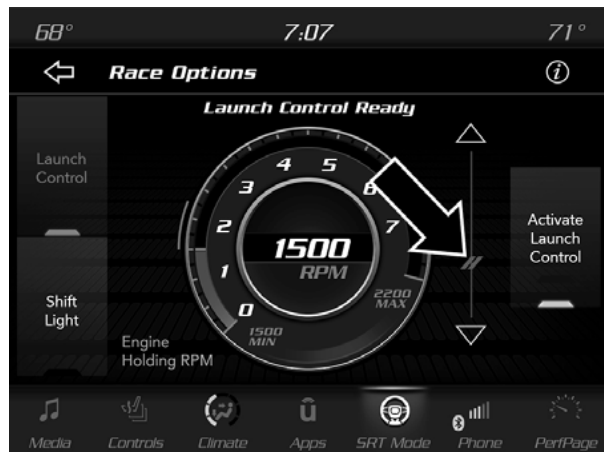 68° 7:07 71°
Race Options
Launch Control Ready
Launch
Control
Shift
Light
0
1
2
3
4
5
6
7
1500
RPM
1500
MIN
2200
MAX
Engine
Holding RPM
Activate
Launch
Control
Media Controls Climate Apps SRT Mode Phone PerfPage